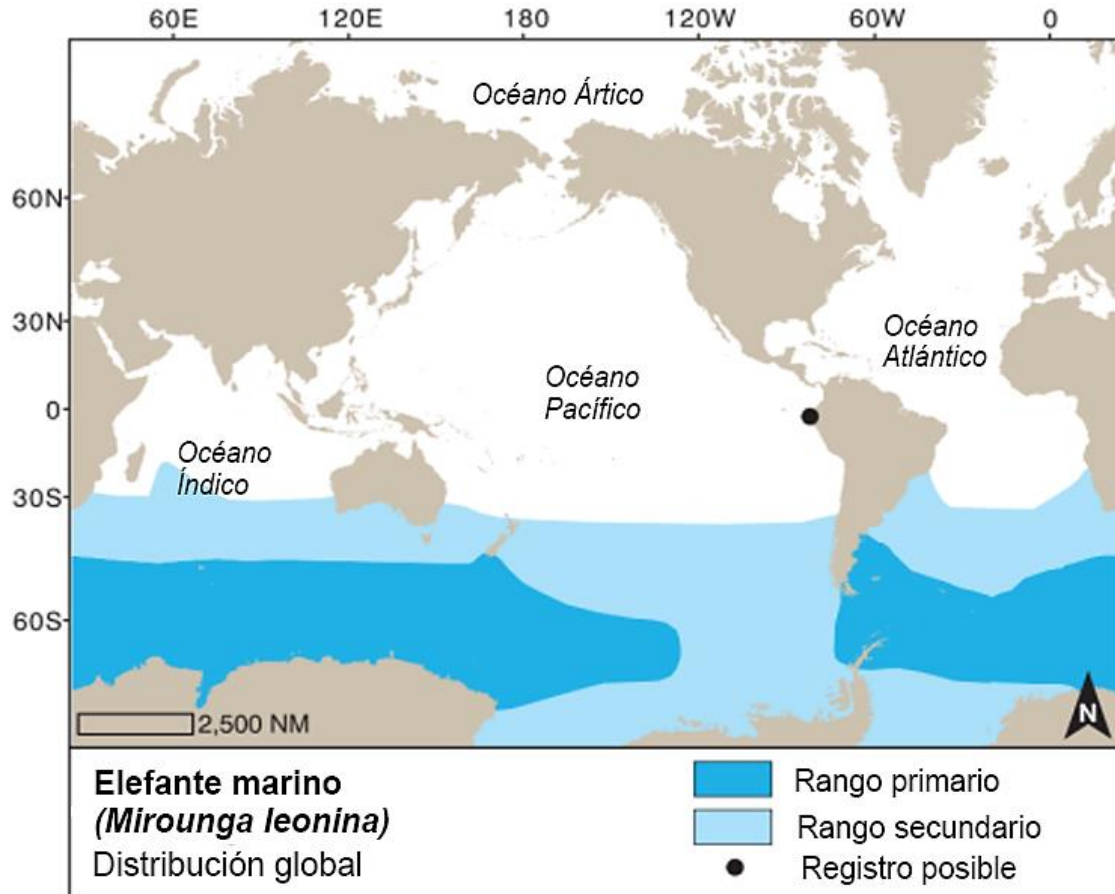 60E 120E 180 120W 60W 0
Océano Ártico
60N
30N
Océano
Atlántico
Océano
Pacífico
0
Océano
Índico
30S
60S
2,500 NM
N
Elefante marino
(Mirounga leonina)
Distribución global
Rango primario
Rango secundario
Registro posible